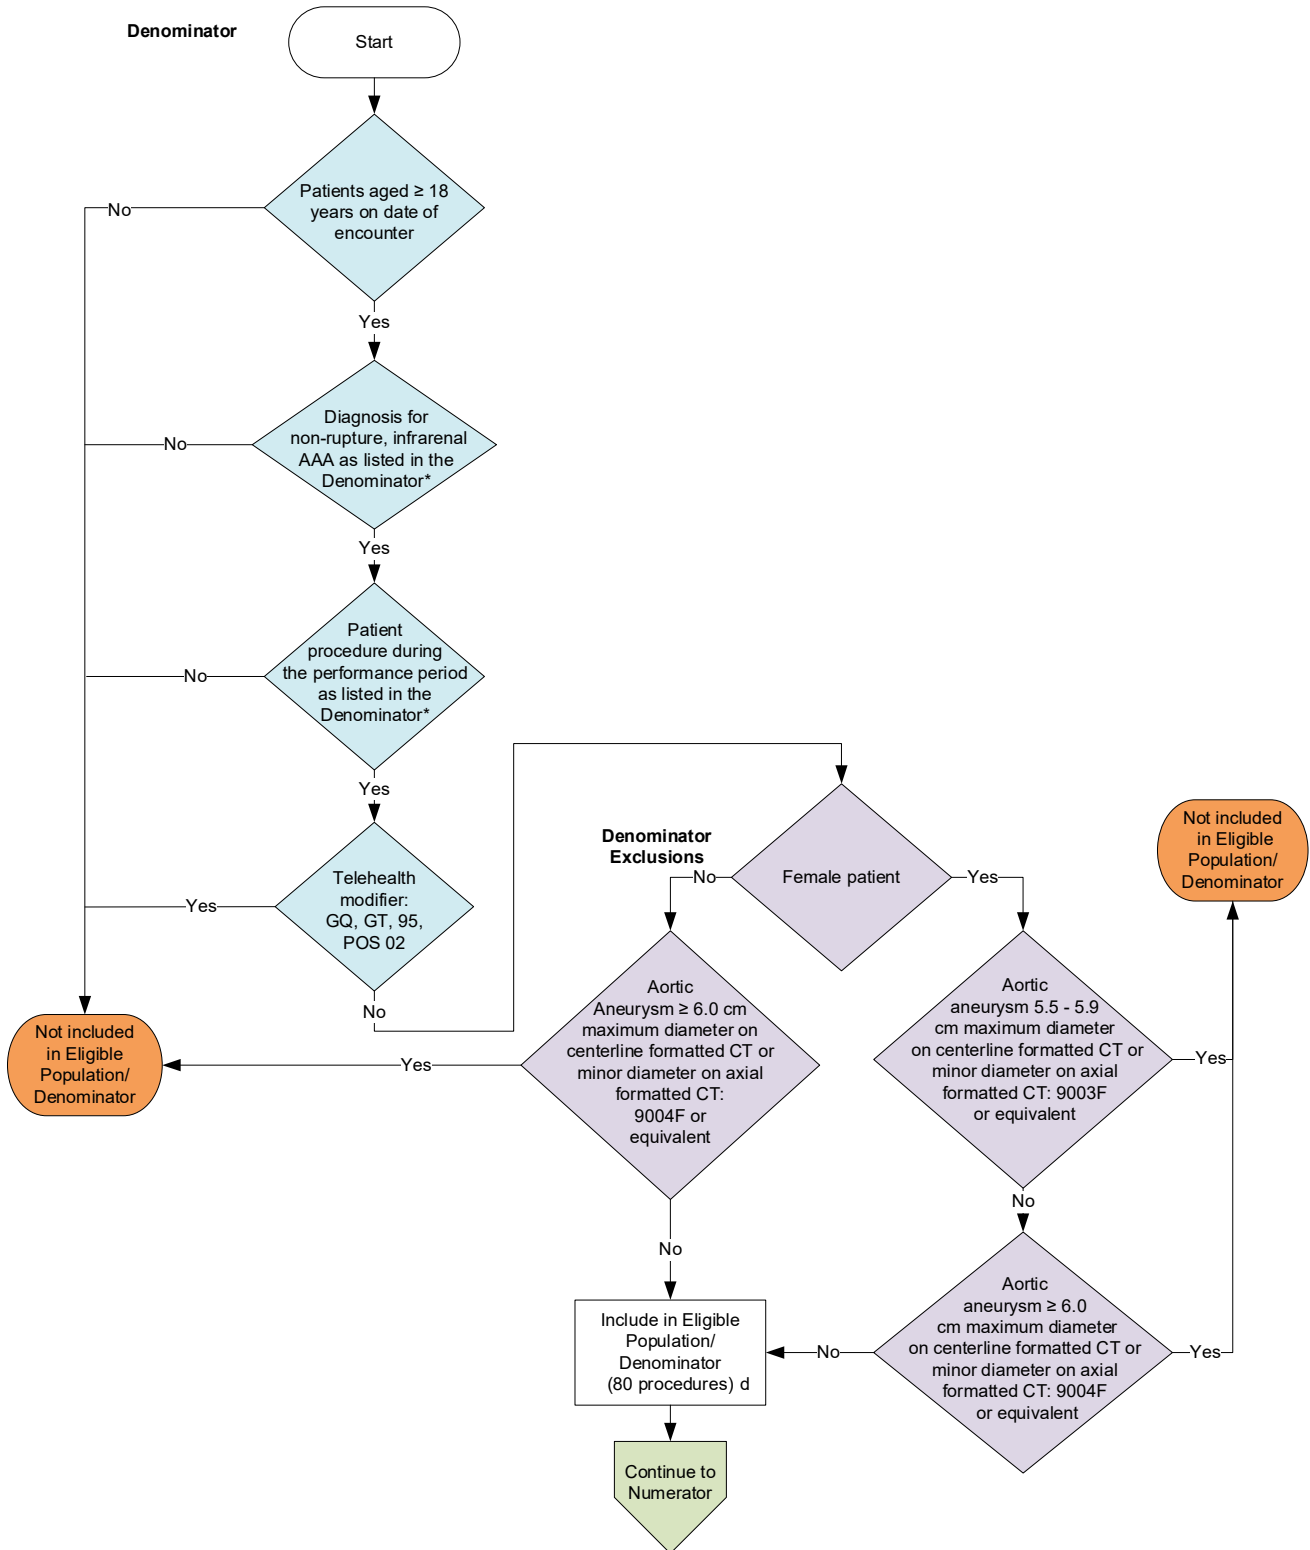 Denominator
Start
Patients aged ≥ 18
years on date of
encounter
No
Yes
Diagnosis for
non-rupture, infrarenal
AAA as listed in the
Denominator*
No
Yes
Patient
procedure during
the performance period
as listed in the
Denominator*
No
Yes
Telehealth
modifier:
GQ, GT, 95,
POS 02
Yes
No
Not included
in Eligible
Population/
Denominator
Denominator
Exclusions
Female patient
No
Yes
Aortic
Aneurysm ≥ 6.0 cm
maximum diameter on
centerline formatted CT or
minor diameter on axial
formatted CT:
9004F or
equivalent
Yes
No
Aortic
aneurysm 5.5 - 5.9
cm maximum diameter
on centerline formatted CT or
minor diameter on axial
formatted CT: 9003F
or equivalent
Yes
No
Not included
in Eligible
Population/
Denominator
Aortic
aneurysm ≥ 6.0
cm maximum diameter
on centerline formatted CT or
minor diameter on axial
formatted CT: 9004F
or equivalent
Yes
No
Include in Eligible
Population/
Denominator
(80 procedures) d
Continue to
Numerator